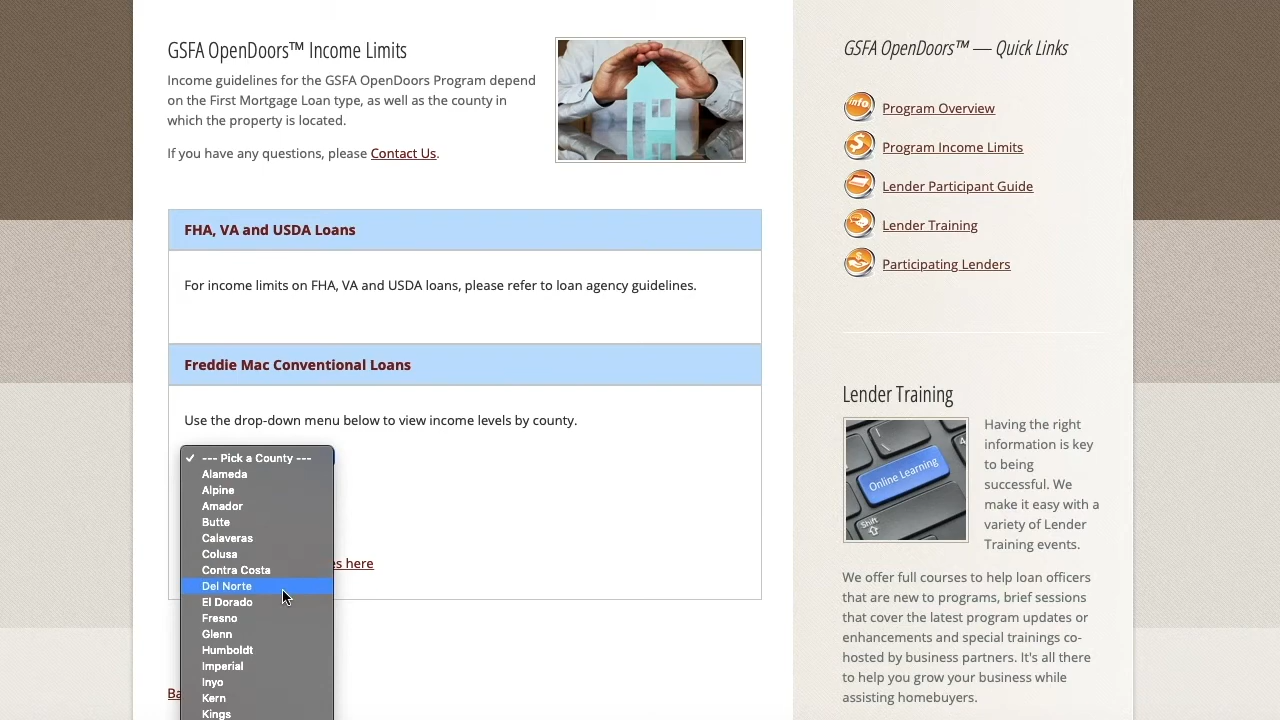 GSFA OpenDoors™ Income Limits
Income guidelines for the GSFA OpenDoors Program depend
on the First Mortgage Loan type, as well as the county in
which the property is located.
If you have any questions, please Contact Us.
FHA, VA and USDA Loans
For income limits on FHA, VA and USDA loans, please refer to loan agency guidelines.
Freddie Mac Conventional Loans
Use the drop-down menu below to view income levels by county.
--- Pick a County ---
Alameda
Alpine
Amador
Butte
Calaveras
Colusa
Contra Costa
Del Norte
El Dorado
Fresno
Glenn
Humboldt
Imperial
Inyo
Kern
Kings
es here
Ba
GSFA OpenDoors™ — Quick Links
info
Program Overview
$
Program Income Limits
Lender Participant Guide
Lender Training
Participating Lenders
Lender Training
Online Learning
Shift
Having the right
information is key
to being
successful. We
make it easy with a
variety of Lender
Training events.
We offer full courses to help loan officers
that are new to programs, brief sessions
that cover the latest program updates or
enhancements and special trainings co-
hosted by business partners. It's all there
to help you grow your business while
assisting homebuyers.